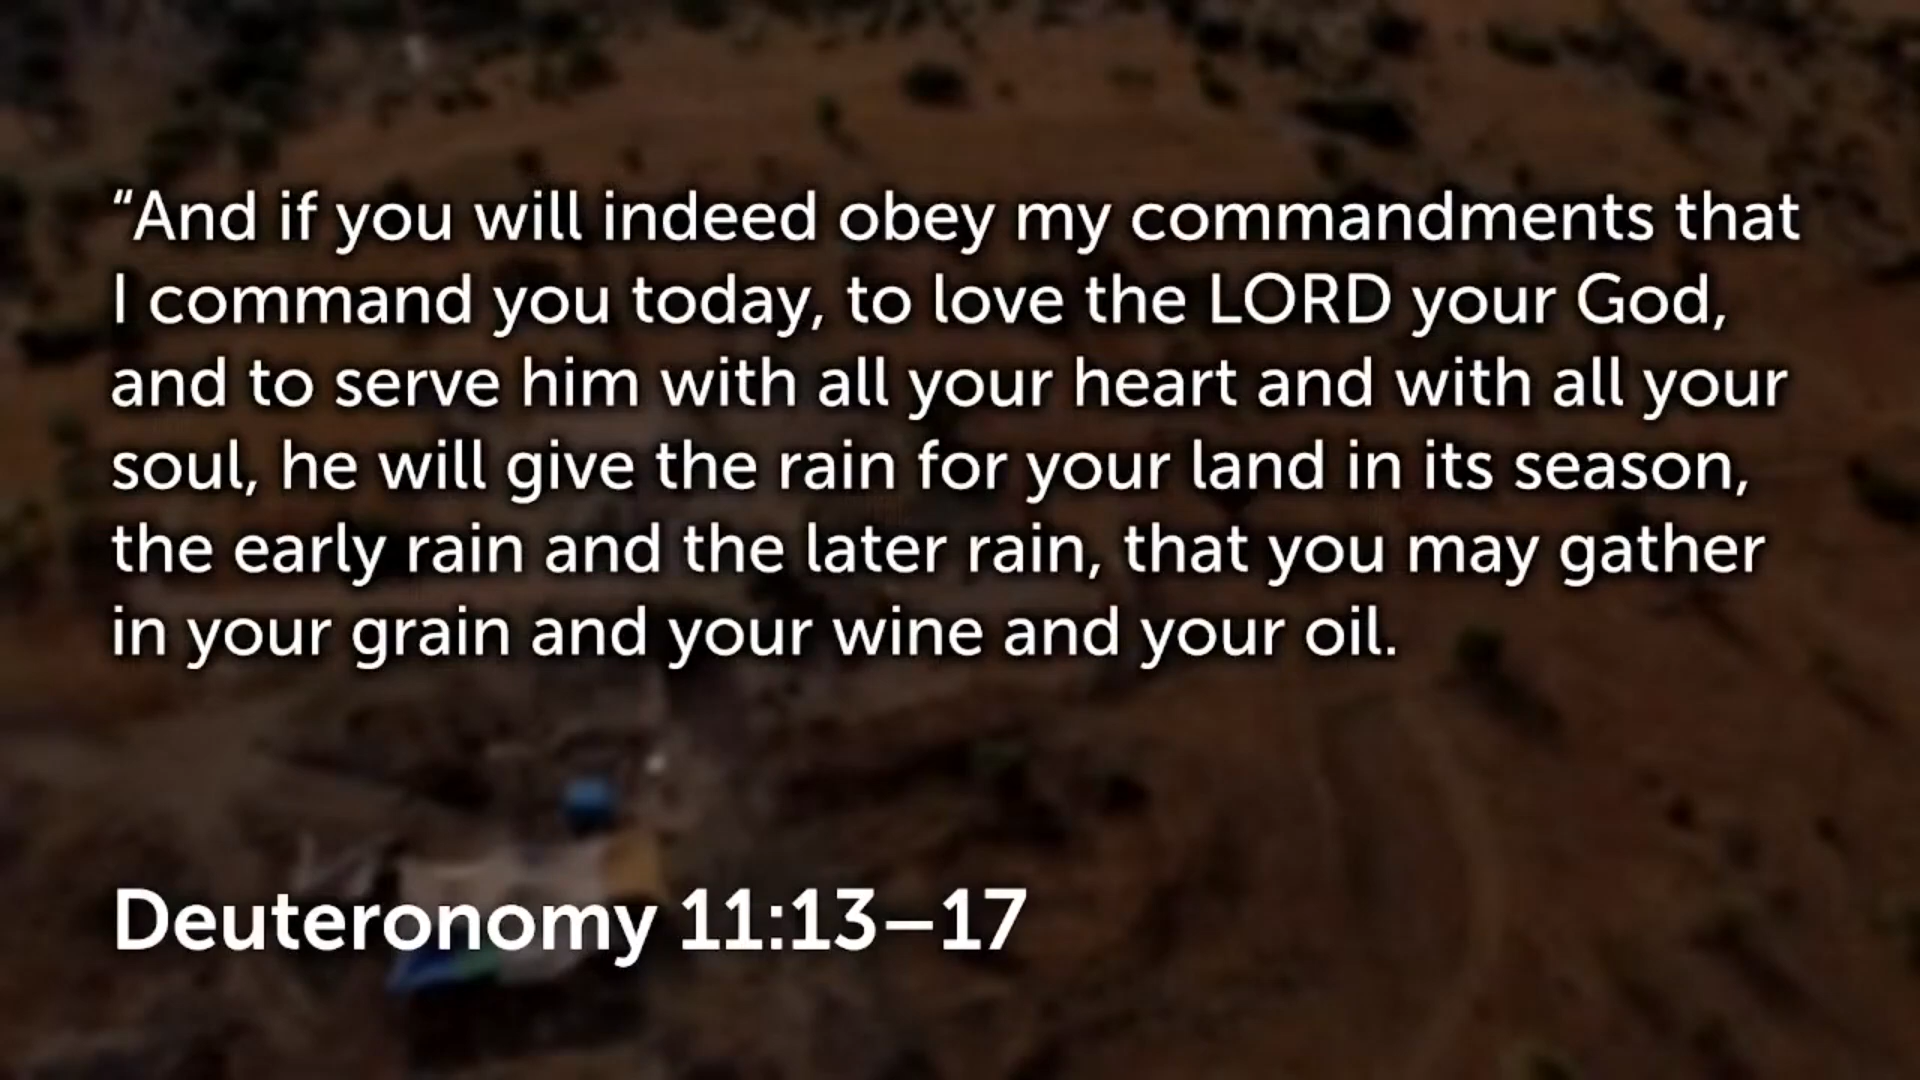 “And if you will indeed obey my commandments that
I command you today, to love the LORD your God,
and to serve him with all your heart and with all your
soul, he will give the rain for your land in its season,
the early rain and the later rain, that you may gather
in your grain and your wine and your oil.
Deuteronomy 11:13–17